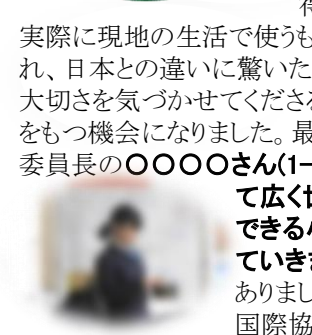 実際に現地の生活で使うも
れ、日本との違いに驚いた
大切さを気づかせてくださ
をもつ機会になりました。最
委員長の〇〇〇〇さん(1−
て広く
できる
ていき
ありまし
国際協